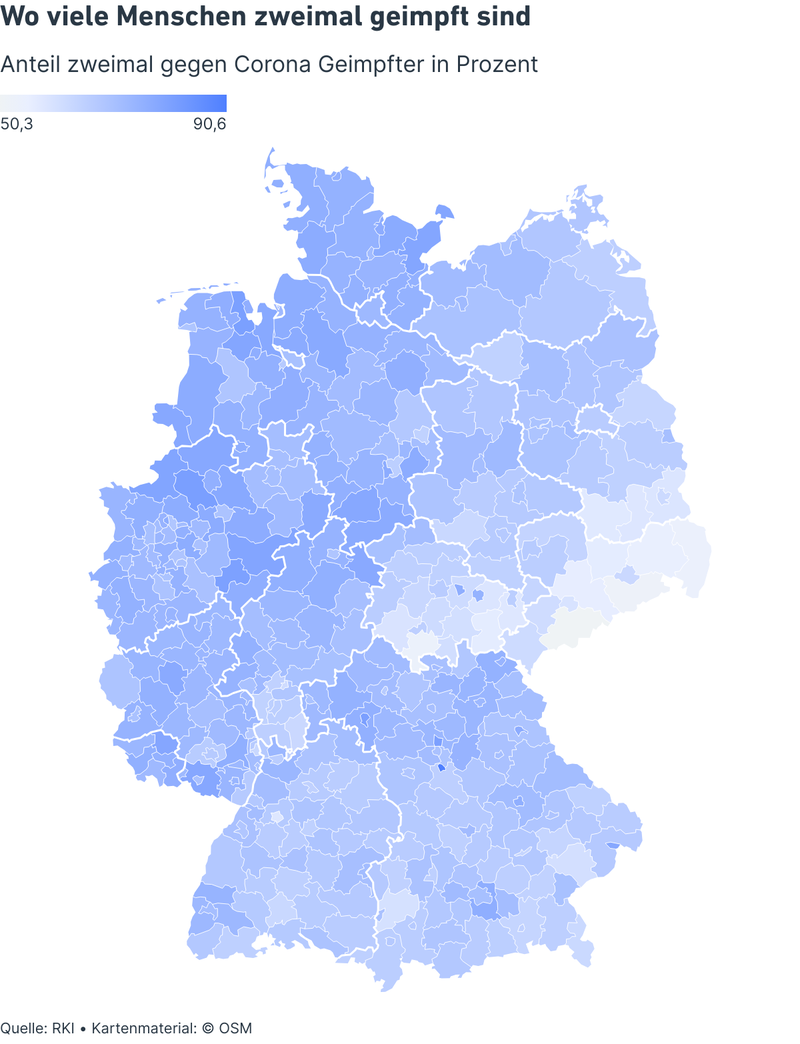 Wo viele Menschen zweimal geimpft sind
Anteil zweimal gegen Corona Geimpfter in Prozent
50,3 90,6
Quelle: RKI • Kartenmaterial: © OSM